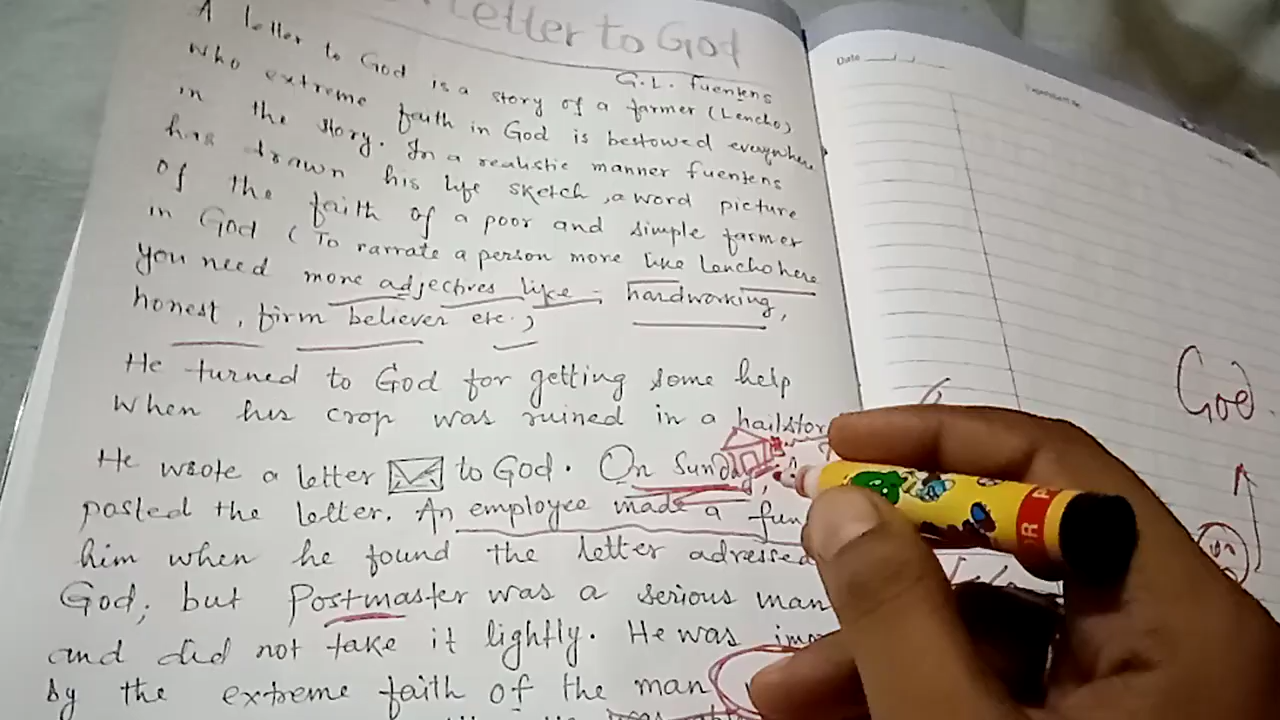 Letter to God
G.L. Fuentens
A letter to God is a story of a farmer (Lencho)
who extreme faith in God is bestowed everywhere
in the story. In a realistic manner fuentens
has trawn his life sketch, a word picture
of the faith of a poor and simple farmer
in God (To rarrate a person more like Lencho here
you need more adjectives like - hardworking,
honest, firm believer etc.)
He turned to God for getting some help
when his crop was ruined in a hailstor
He wrote a letter to God. On Sunday,
posted the letter. An employee made a fun
him when he found the letter adresse
God, but Postmaster was a serious man
and did not take it lightly. He was imp
by the extreme faith of the man
Date
God.